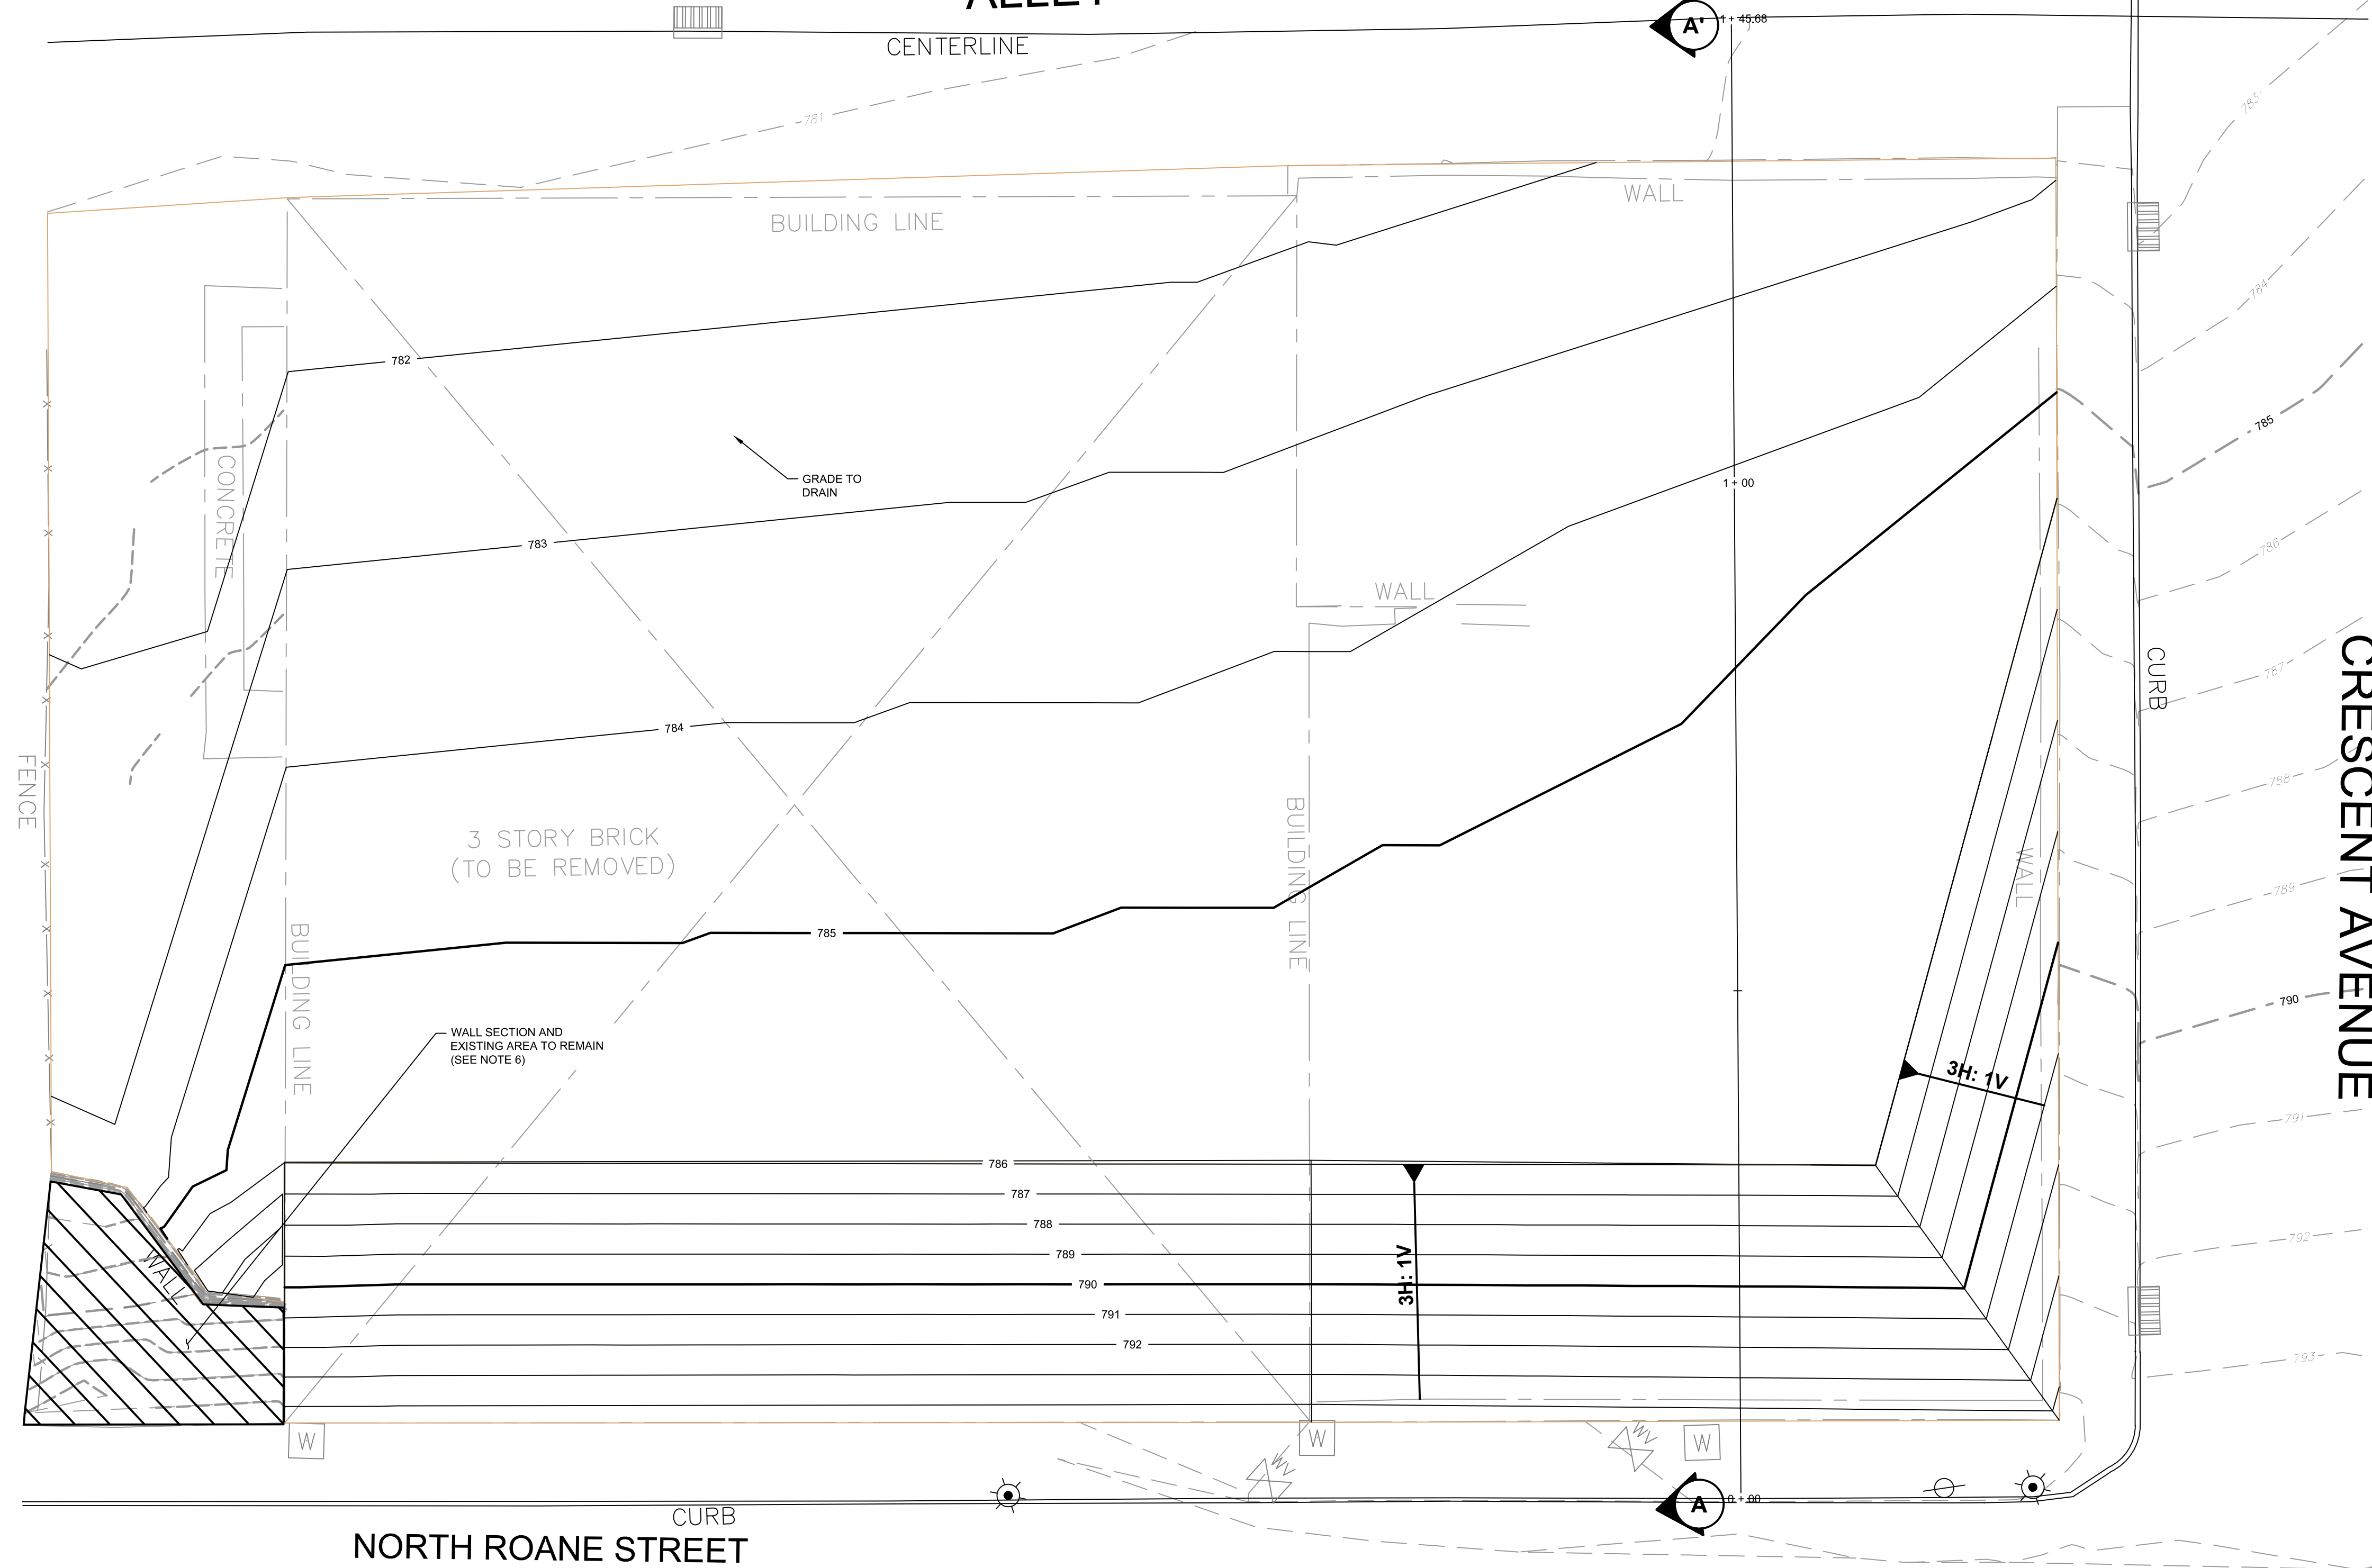 ALLEY
A'
1 + 45.68
CENTERLINE
781
783
BUILDING LINE
WALL
784
782
785
CONCRETE
GRADE TO
DRAIN
1 + 00
783
786
WALL
CURB
CRESCENT AVENUE
787
784
788
FENCE
3 STORY BRICK
(TO BE REMOVED)
BUILDING LINE
WALL
789
785
BUILDING LINE
790
WALL SECTION AND
EXISTING AREA TO REMAIN
(SEE NOTE 6)
3H: 1V
791
786
787
788
792
789
3H: 1V
WALL
790
791
792
793
W
W
W
A
0 + 00
CURB
NORTH ROANE STREET